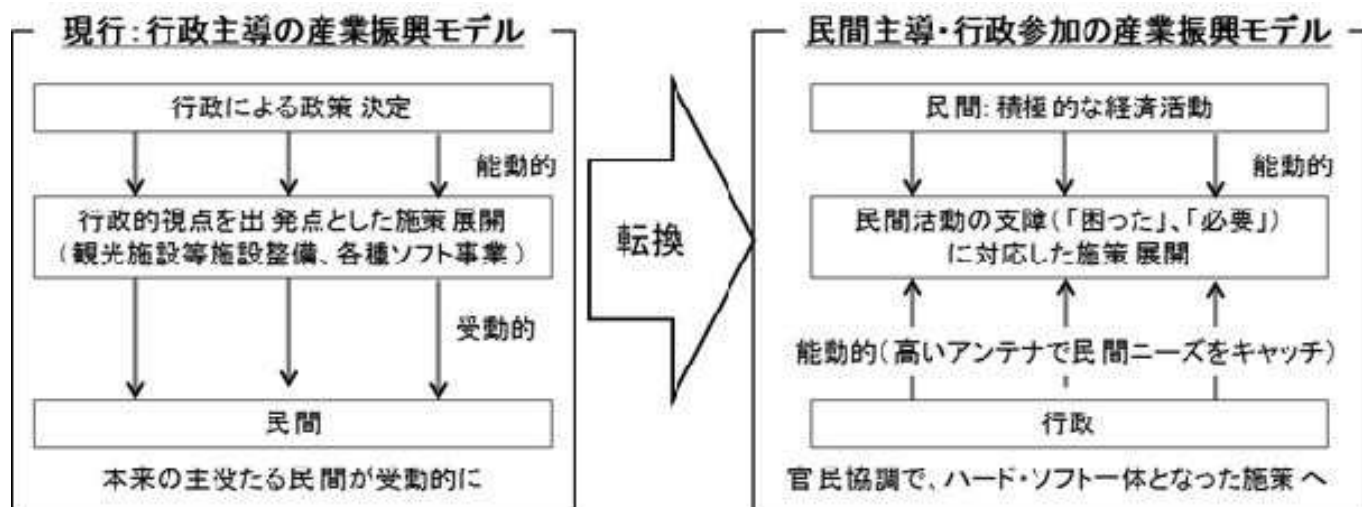 現行:行政主導の産業振興モデル
行政による政策決定
能動的
行政的視点を出発点とした施策展開
(観光施設等施設整備、各種ソフト事業)
受動的
民間
本来の主役たる民間が受動的に
転換
民間主導・行政参加の産業振興モデル
民間:積極的な経済活動
能動的
民間活動の支障(「困った」、「必要」)
に対応した施策展開
能動的(高いアンテナで民間ニーズをキャッチ)
行政
官民協調で、ハード・ソフト一体となった施策へ